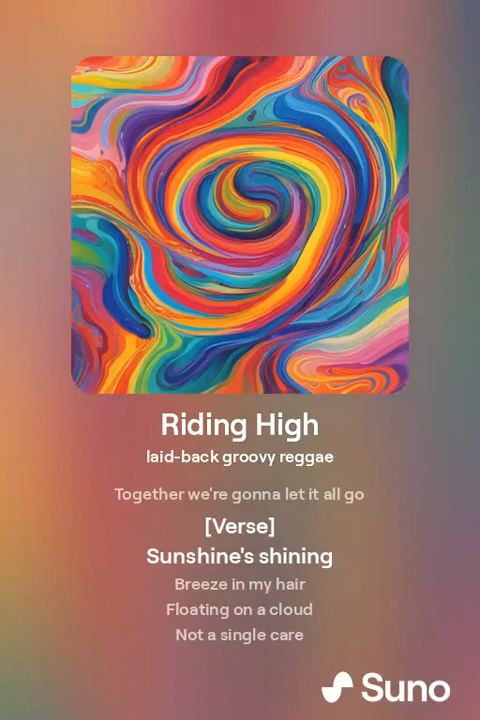 Riding High
laid-back groovy reggae
Together we're gonna let it all go
[Verse]
Sunshine's shining
Breeze in my hair
Floating on a cloud
Not a single care
Suno